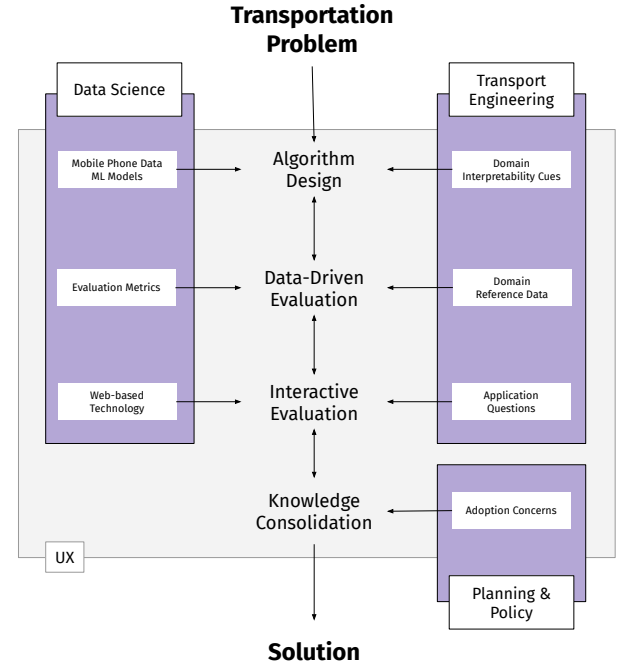 Transportation
Problem
Data Science
Transport
Engineering
Mobile Phone Data
ML Models
Algorithm
Design
Domain
Interpretability Cues
Evaluation Metrics
Data-Driven
Evaluation
Domain
Reference Data
Web-based
Technology
Interactive
Evaluation
Application
Questions
Knowledge
Consolidation
Adoption Concerns
UX
Planning &
Policy
Solution